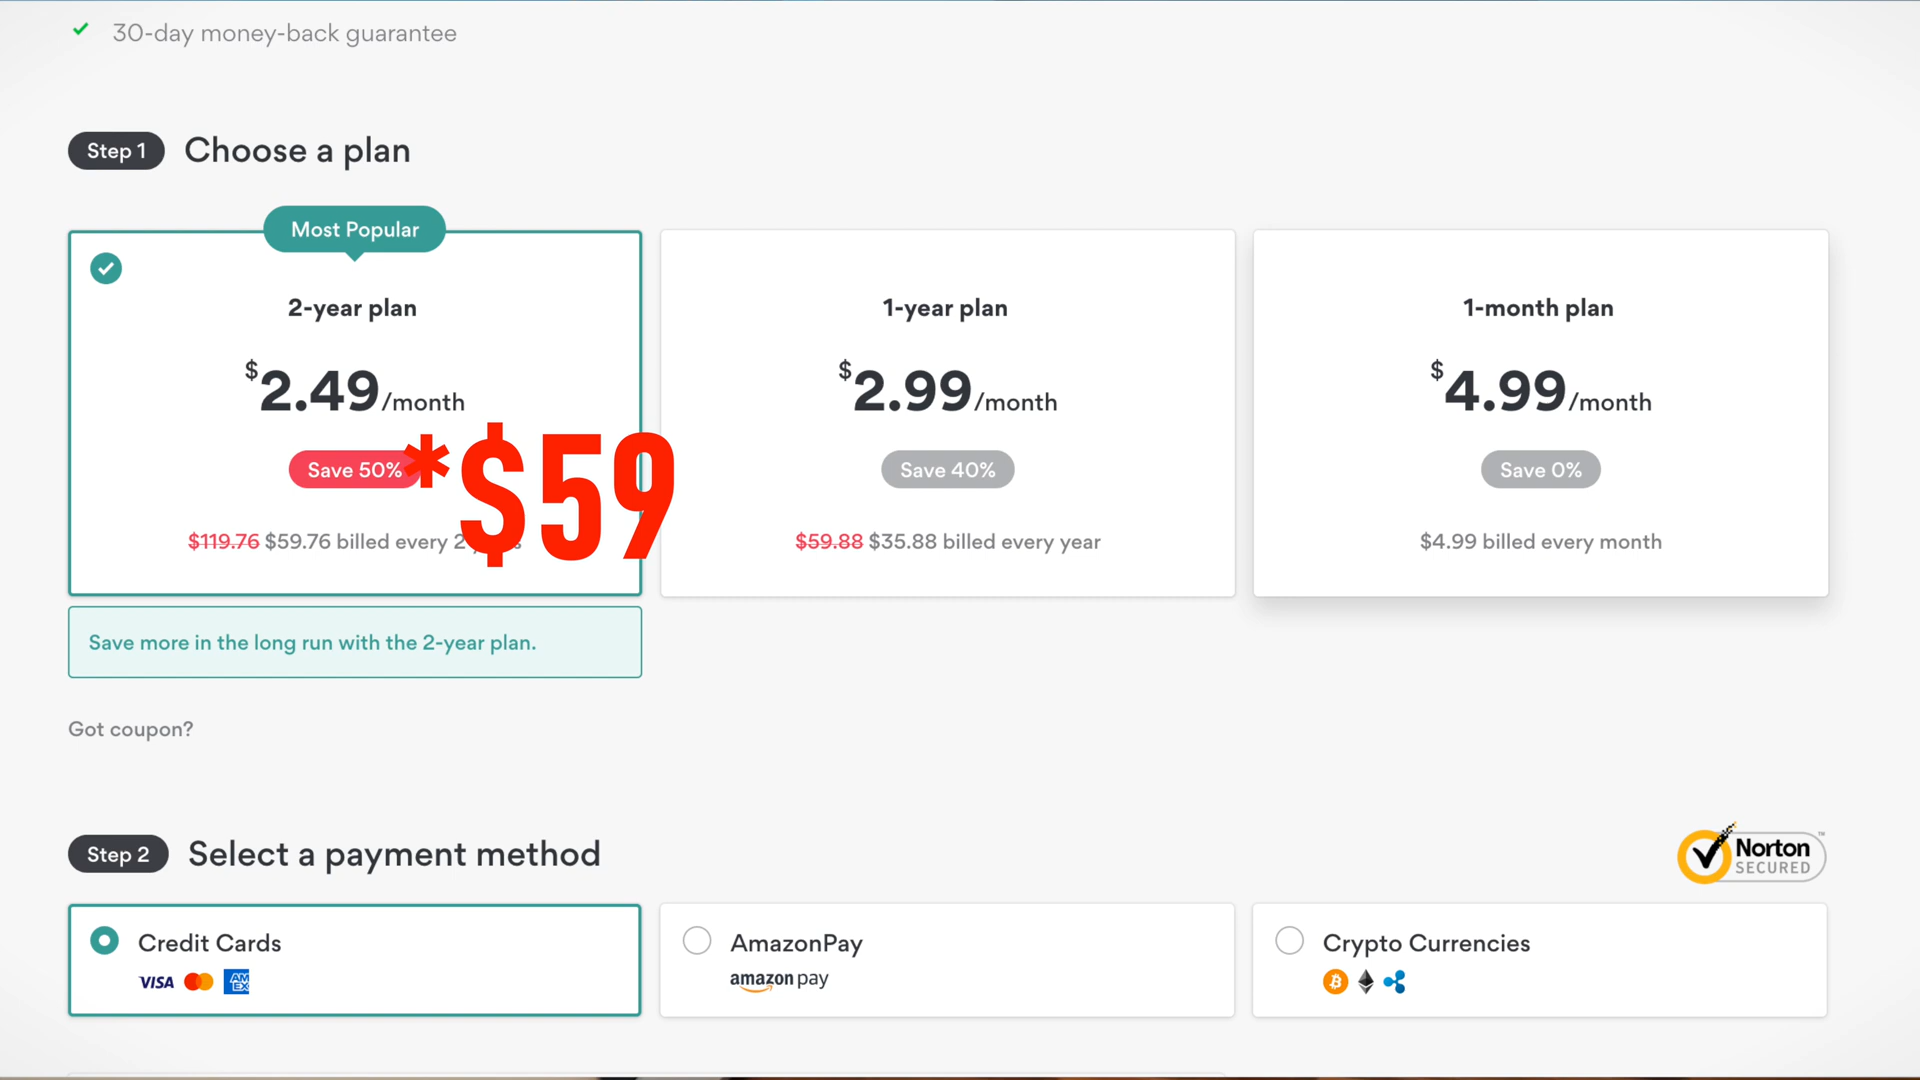 30-day money-back guarantee
Step 1 Choose a plan
Most Popular
2-year plan
$2.49/month
Save 50%
*$59
$119.76 $59.76 billed every 2
1-year plan
$2.99/month
Save 40%
$59.88 $35.88 billed every year
1-month plan
$4.99/month
Save 0%
$4.99 billed every month
Save more in the long run with the 2-year plan.
Got coupon?
Step 2 Select a payment method
Norton™
SECURED
Credit Cards
VISA AMEX
AmazonPay
amazon pay
Crypto Currencies